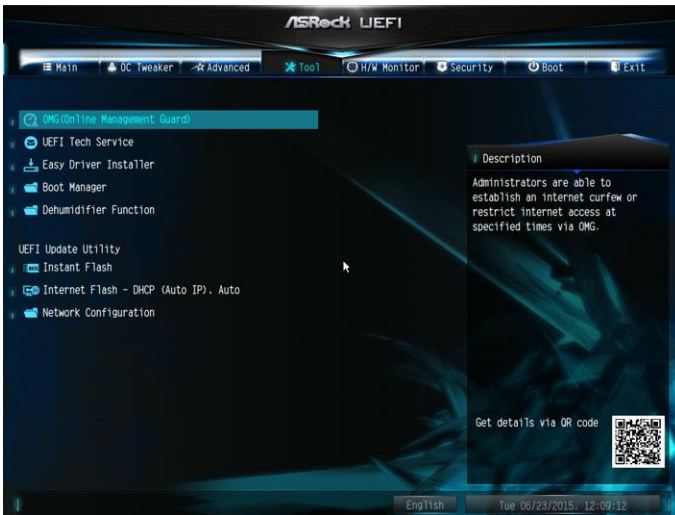 ASRock UEFI
Main OC Tweaker Advanced Tool H/W Monitor Security Boot Exit
OMG(Online Management Guard)
UEFI Tech Service
Easy Driver Installer
Boot Manager
Dehumidifier Function
UEFI Update Utility
Instant Flash
Internet Flash - DHCP (Auto IP). Auto
Network Configuration
Description
Administrators are able to
establish an internet curfew or
restrict internet access at
specified times via OMG.
Get details via QR code
English Tue 06/23/2015. 12:09:12